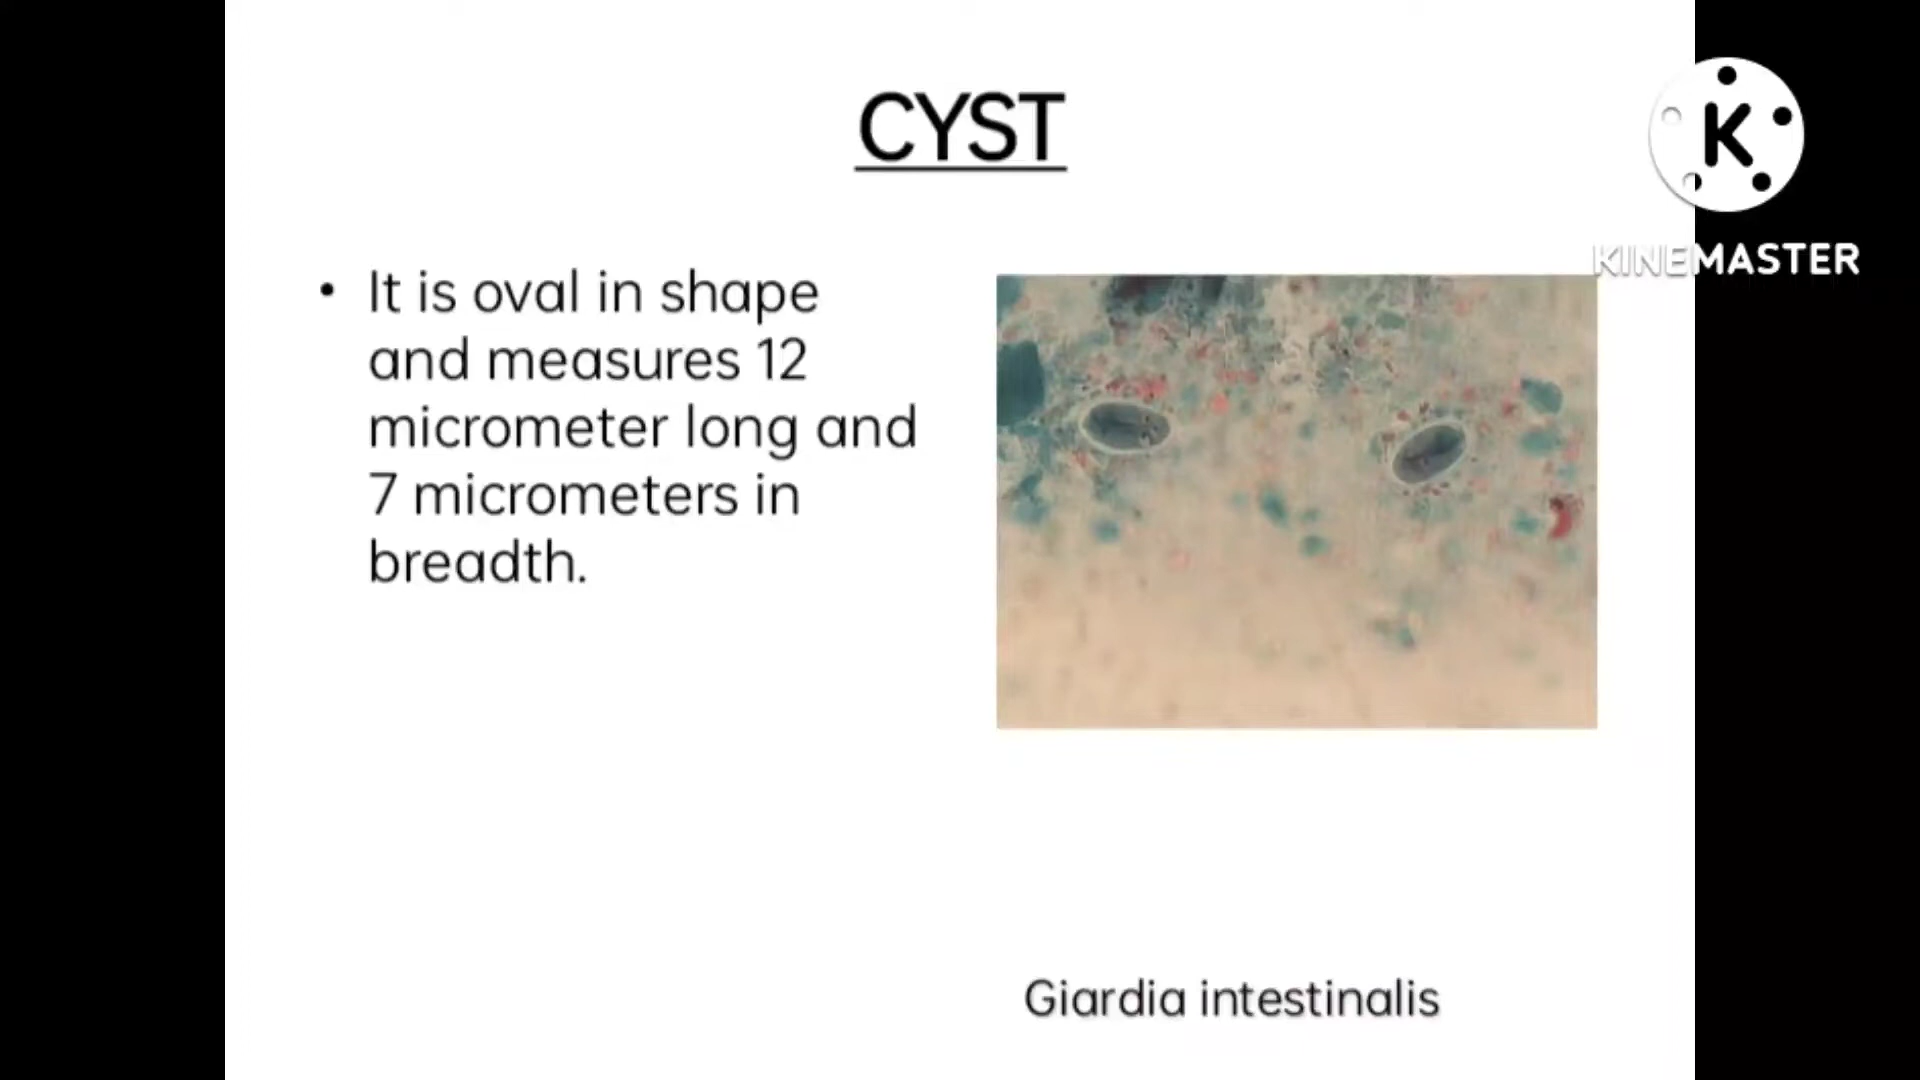 CYST
K
KINEMASTER
• It is oval in shape
and measures 12
micrometer long and
7 micrometers in
breadth.
Giardia intestinalis